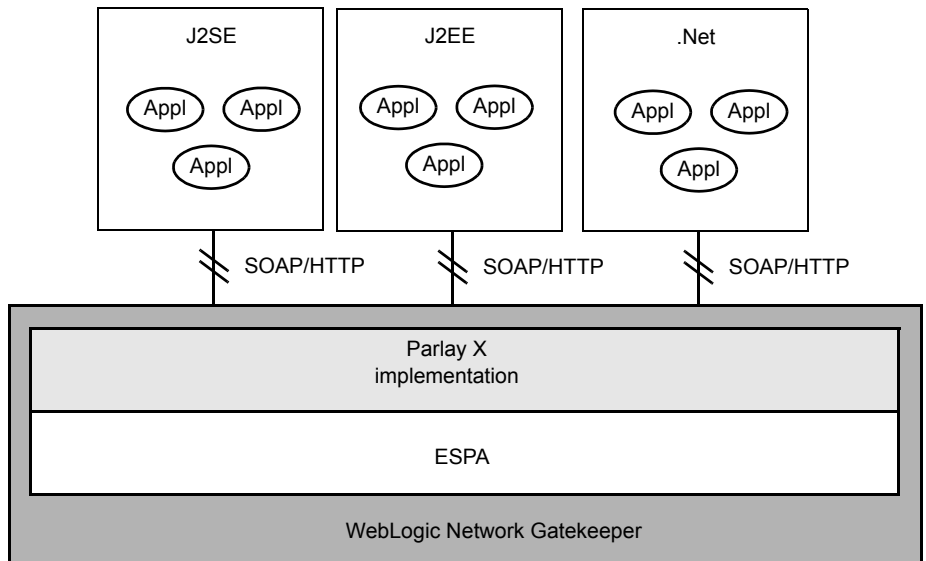 J2SE
J2EE
.Net
Appl
Appl
Appl
Appl
Appl
Appl
Appl
Appl
Appl
SOAP/HTTP
SOAP/HTTP
SOAP/HTTP
Parlay X
implementation
ESPA
WebLogic Network Gatekeeper